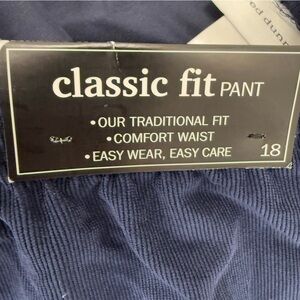 classic fit PANT
•OUR TRADITIONAL FIT
•COMFORT WAIST
•EASY WEAR, EASY CARE 18